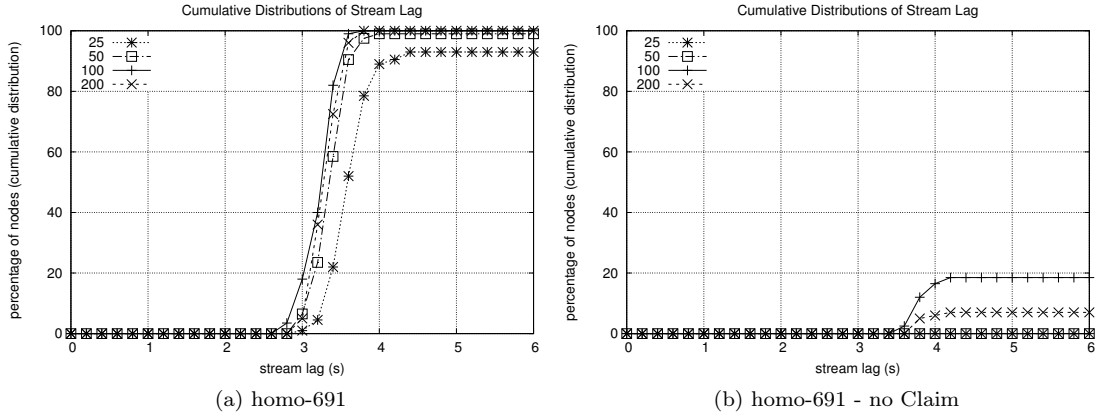 Cumulative Distributions of Stream Lag
percentage of nodes (cumulative distribution)
100
80
60
40
20
0
25
50
100
200
0 1 2 3 4 5 6
stream lag (s)
(a) homo-691
Cumulative Distributions of Stream Lag
percentage of nodes (cumulative distribution)
100
80
60
40
20
0
25
50
100
200
0 1 2 3 4 5 6
stream lag (s)
(b) homo-691 - no Claim